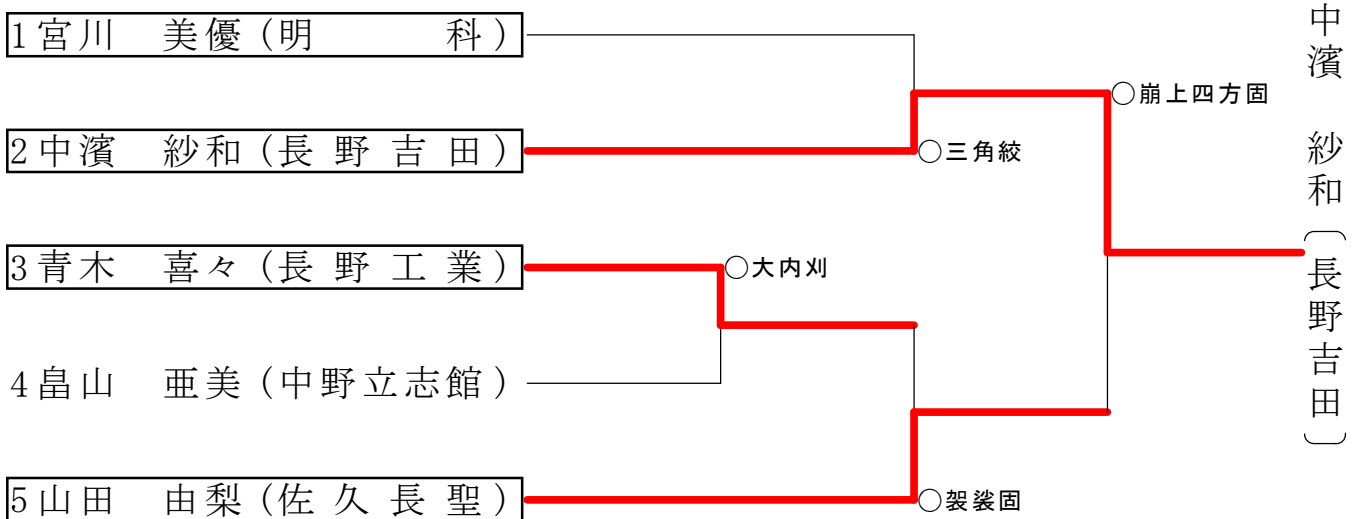 1宮川　美優(明　　科)
2中濱　紗和(長野吉田)
3青木　喜々(長野工業)
4畠山　亜美(中野立志館)
5山田　由梨(佐久長聖)
○大内刈
○三角絞
○袈裟固
○崩上四方固
中濱　紗和(長野吉田)